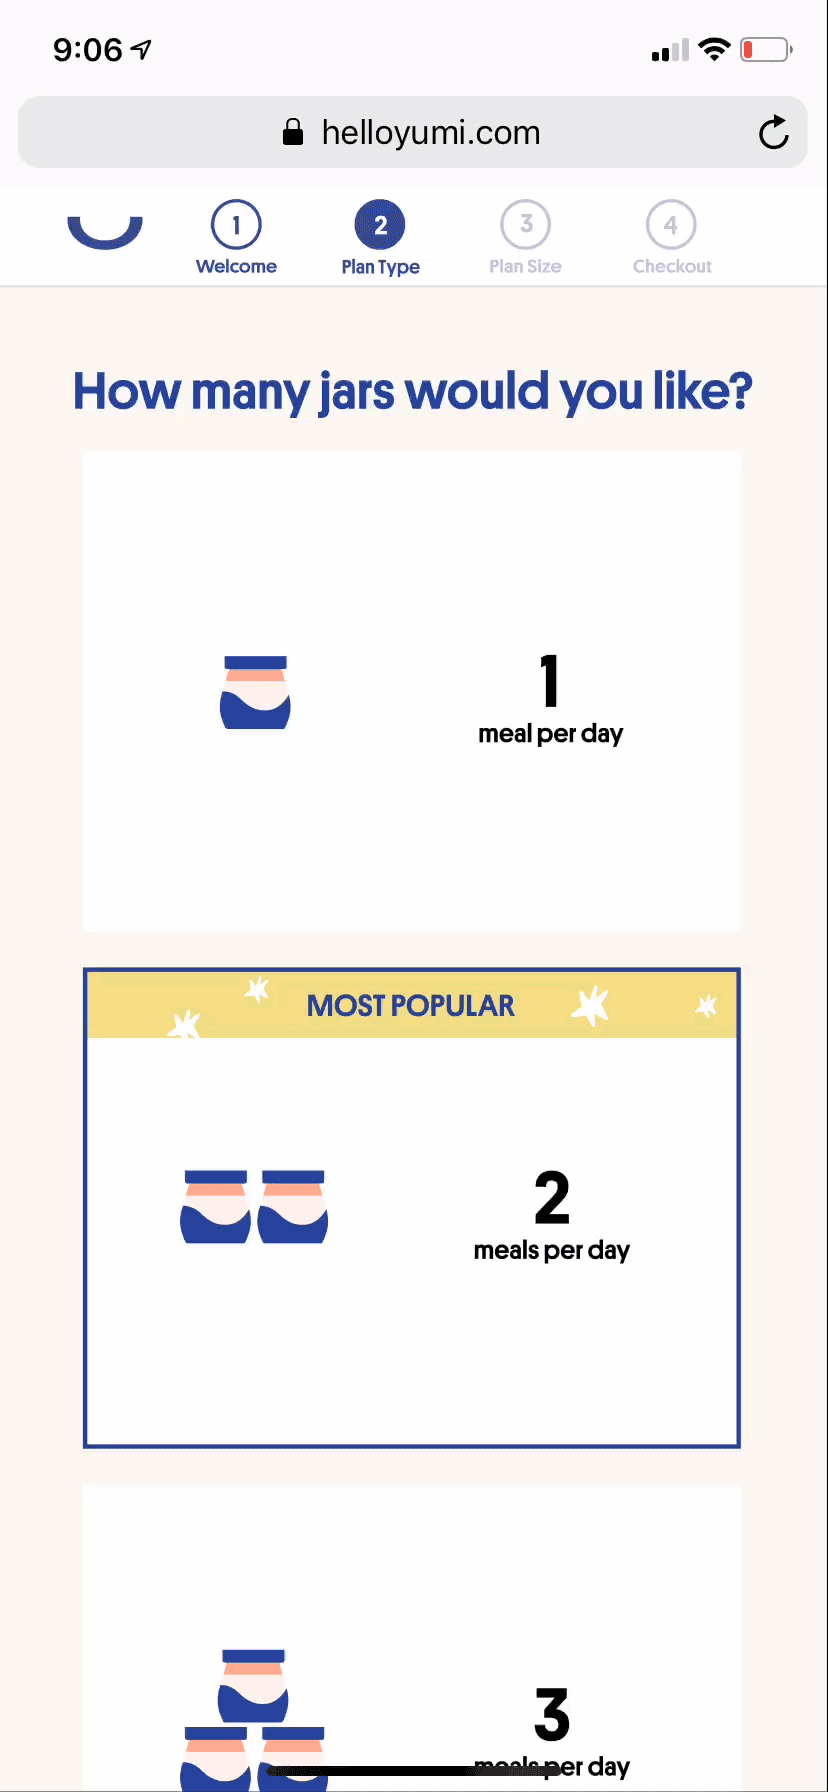 9:06
helloyumi.com
1
2
3
4
Welcome
Plan Type
Plan Size
Checkout
How many jars would you like?
1
meal per day
MOST POPULAR
2
meals per day
3
meals per day